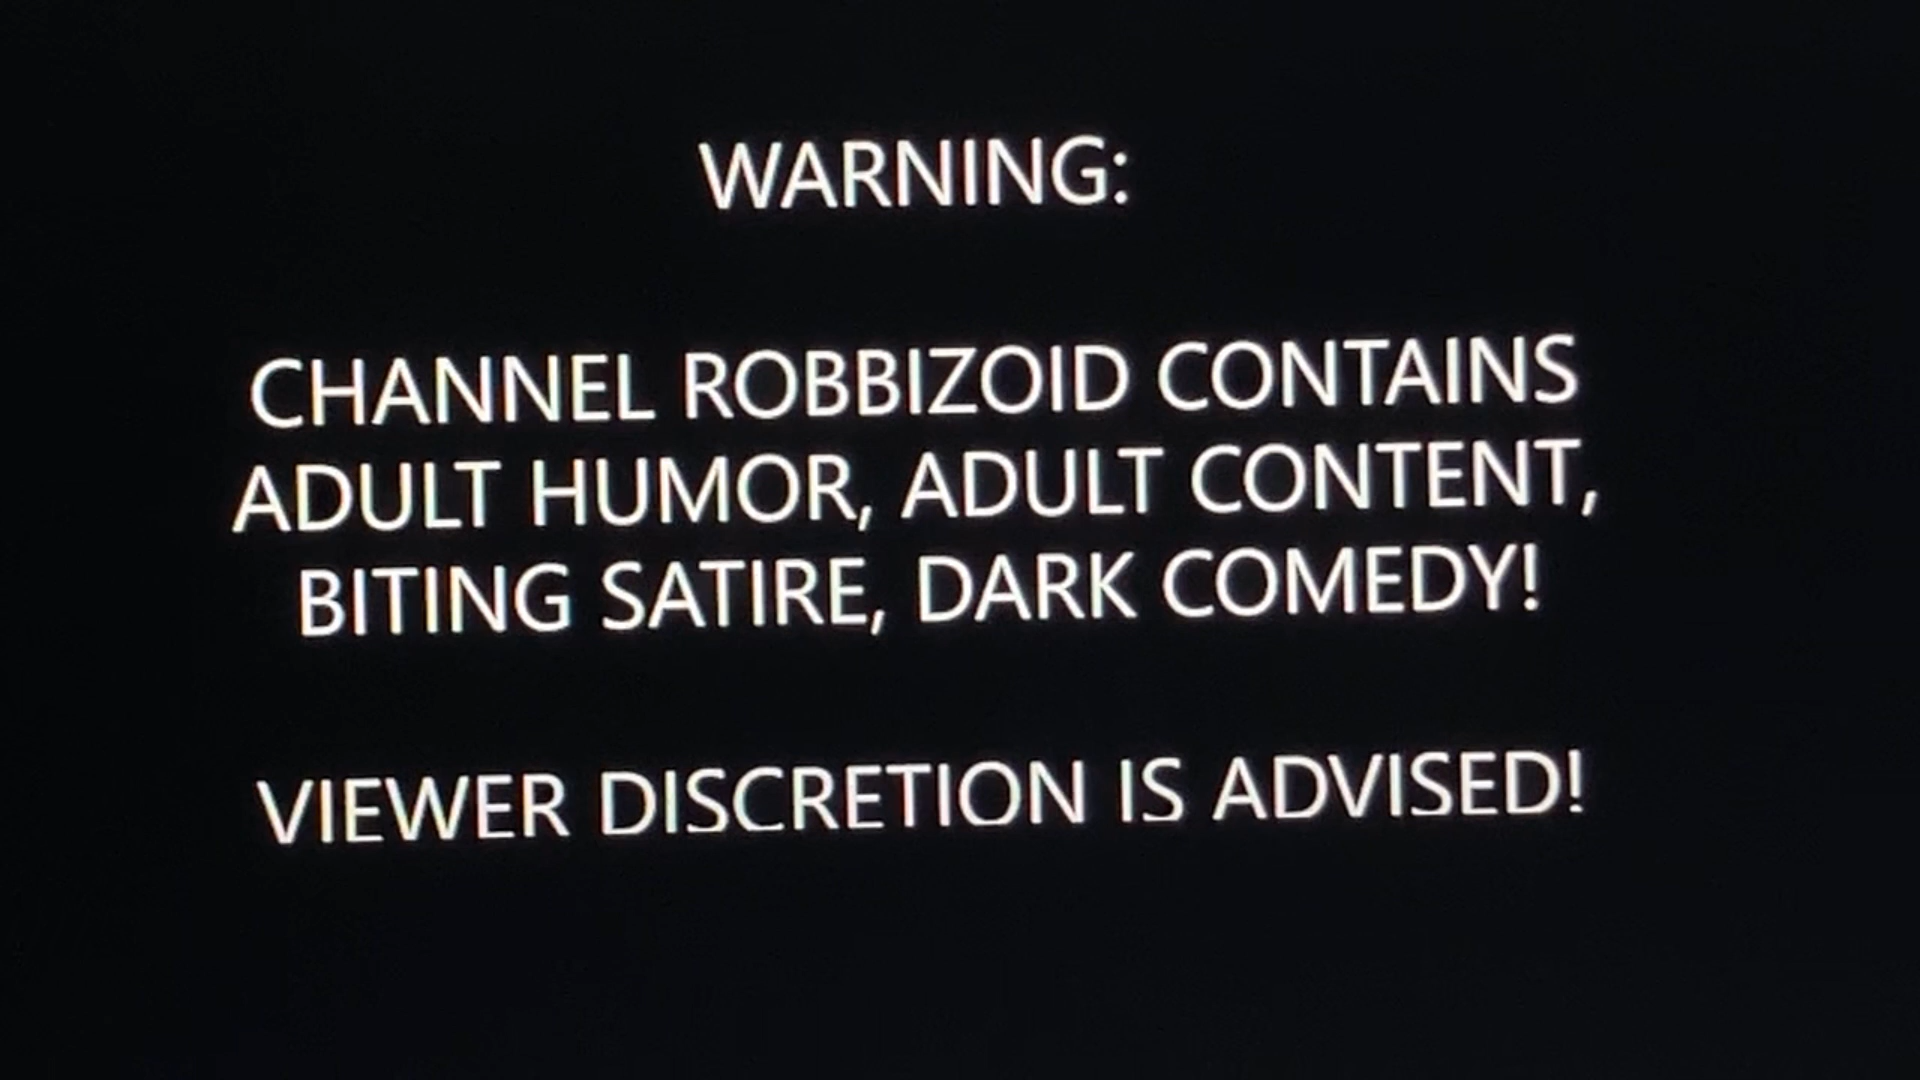 WARNING:
CHANNEL ROBBIZOID CONTAINS
ADULT HUMOR, ADULT CONTENT,
BITING SATIRE, DARK COMEDY!
VIEWER DISCRETION IS ADVISED!